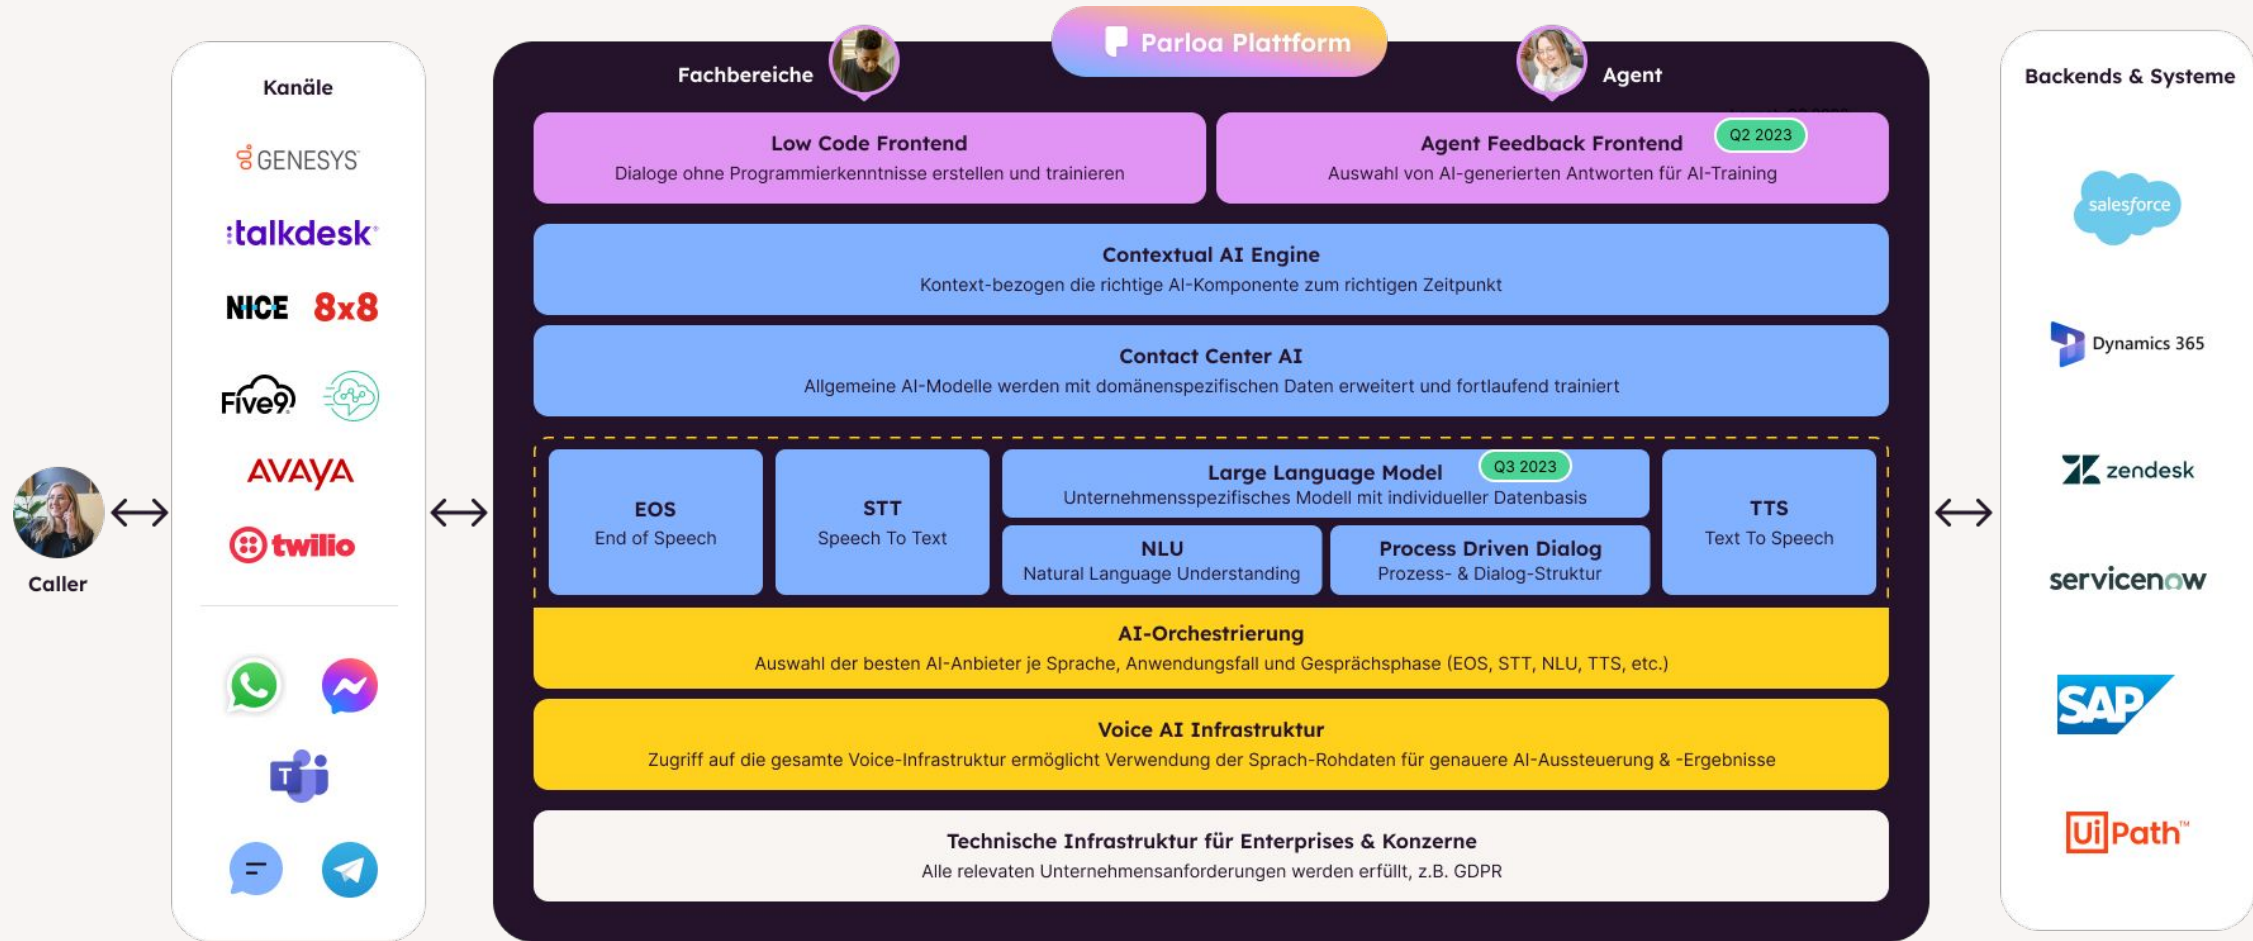 Parloa Plattform
Kanäle
GENESYS™
talkdesk
NICE 8x8
Five9
AVAYA
twilio
T
Caller
Fachbereiche
Agent
Low Code Frontend
Dialoge ohne Programmierkenntnisse erstellen und trainieren
Agent Feedback Frontend
Q2 2023
Auswahl von AI-generierten Antworten für AI-Training
Contextual AI Engine
Kontext-bezogen die richtige AI-Komponente zum richtigen Zeitpunkt
Contact Center AI
Allgemeine AI-Modelle werden mit domänenspezifischen Daten erweitert und fortlaufend trainiert
EOS
End of Speech
STT
Speech To Text
Large Language Model
Q3 2023
Unternehmensspezifisches Modell mit individueller Datenbasis
NLU
Natural Language Understanding
Process Driven Dialog
Prozess- & Dialog-Struktur
TTS
Text To Speech
AI-Orchestrierung
Auswahl der besten AI-Anbieter je Sprache, Anwendungsfall und Gesprächsphase (EOS, STT, NLU, TTS, etc.)
Voice AI Infrastruktur
Zugriff auf die gesamte Voice-Infrastruktur ermöglicht Verwendung der Sprach-Rohdaten für genauere AI-Aussteuerung & -Ergebnisse
Technische Infrastruktur für Enterprises & Konzerne
Alle relevaten Unternehmensanforderungen werden erfüllt, z.B. GDPR
Backends & Systeme
salesforce
Dynamics 365
zendesk
servicenow
SAP
UiPath™